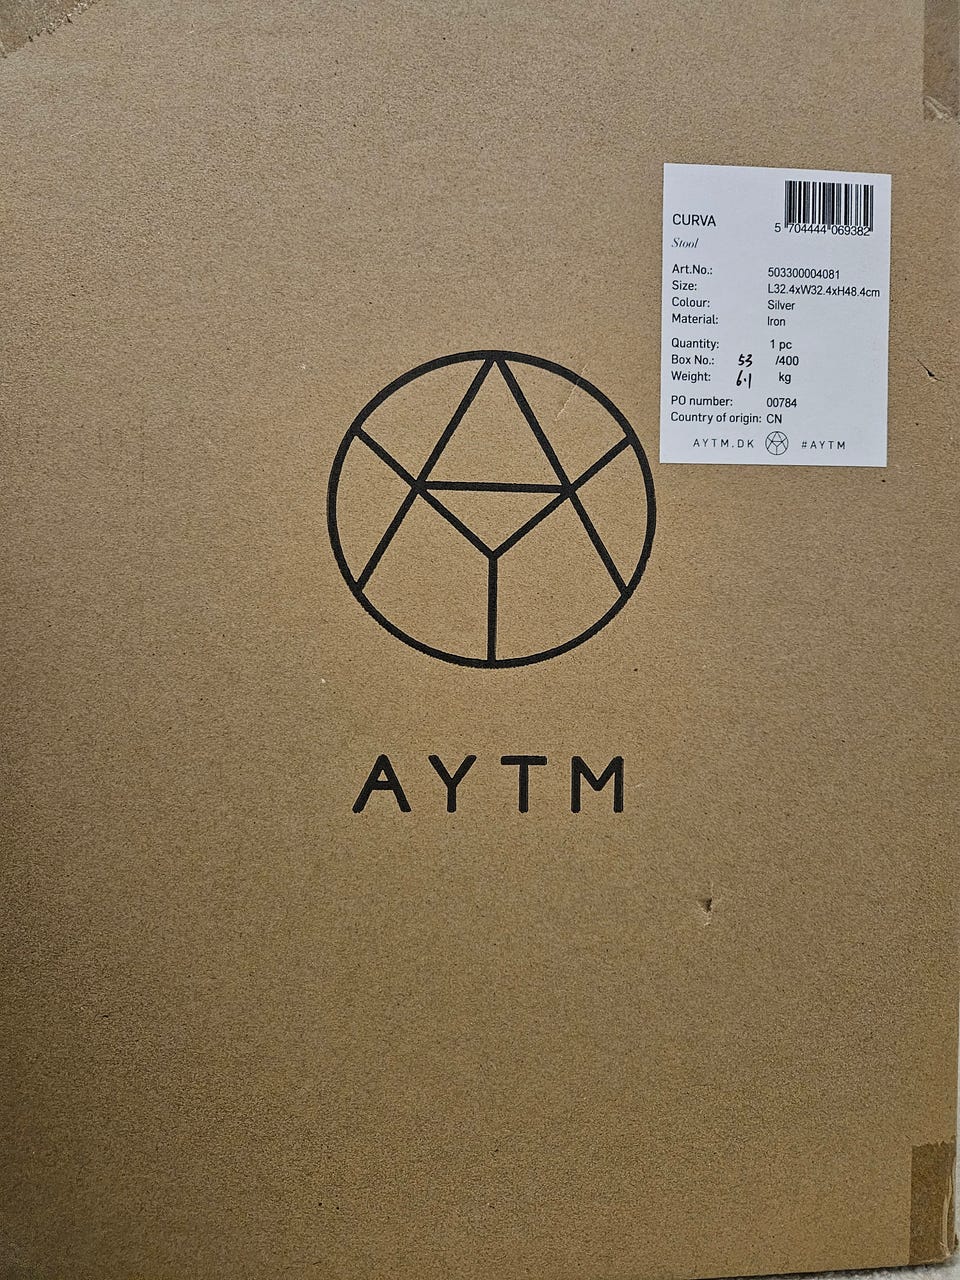 5 704444 069382
CURVA
Stool
Art.No.: 503300004081
Size: L32.4xW32.4xH48.4cm
Colour: Silver
Material: Iron
Quantity: 1 pc
Box No.: 53 /400
Weight: 6.1 kg
PO number: 00784
Country of origin: CN
AYTM.DK #AYTM
AYTM